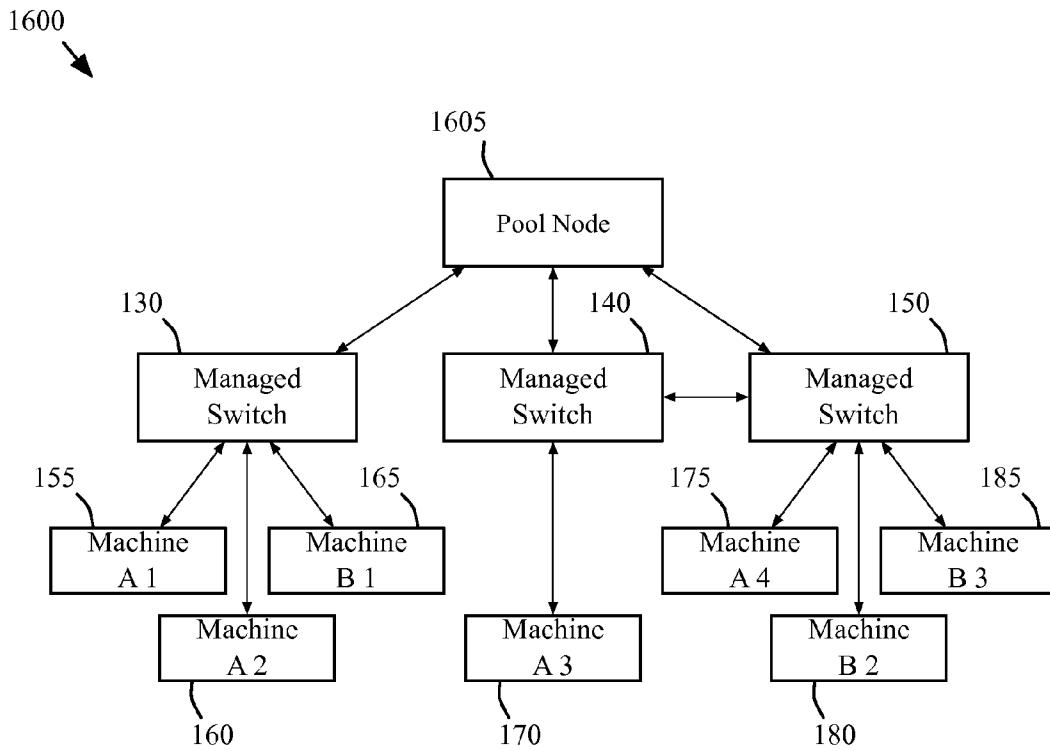 1600
1605
Pool Node
130
140
150
Managed
Switch
Managed
Switch
Managed
Switch
155
165
175
185
Machine
A 1
Machine
B 1
Machine
A 4
Machine
B 3
Machine
A 2
Machine
A 3
Machine
B 2
160
170
180